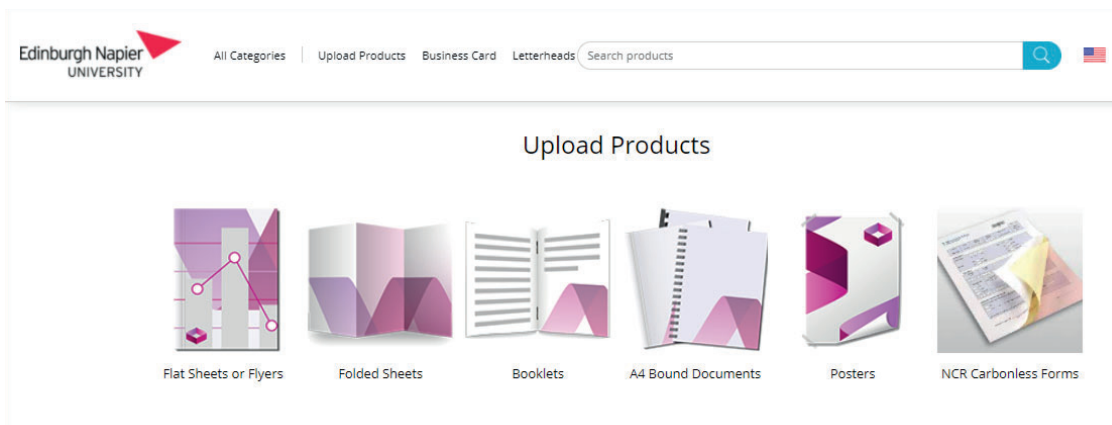 Edinburgh Napier
UNIVERSITY
All Categories
Upload Products
Business Card
Letterheads
Search products
Upload Products
Flat Sheets or Flyers
Folded Sheets
Booklets
A4 Bound Documents
Posters
NCR Carbonless Forms